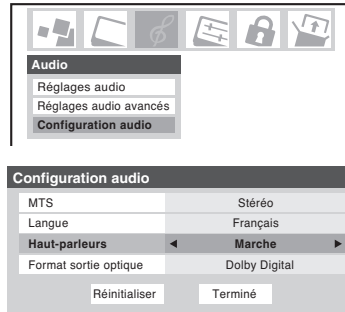 Audio
Réglages audio
Réglages audio avancés
Configuration audio
Configuration audio
MTS Stéréo
Langue Français
Haut-parleurs Marche
Format sortie optique Dolby Digital
Réinitialiser Terminé